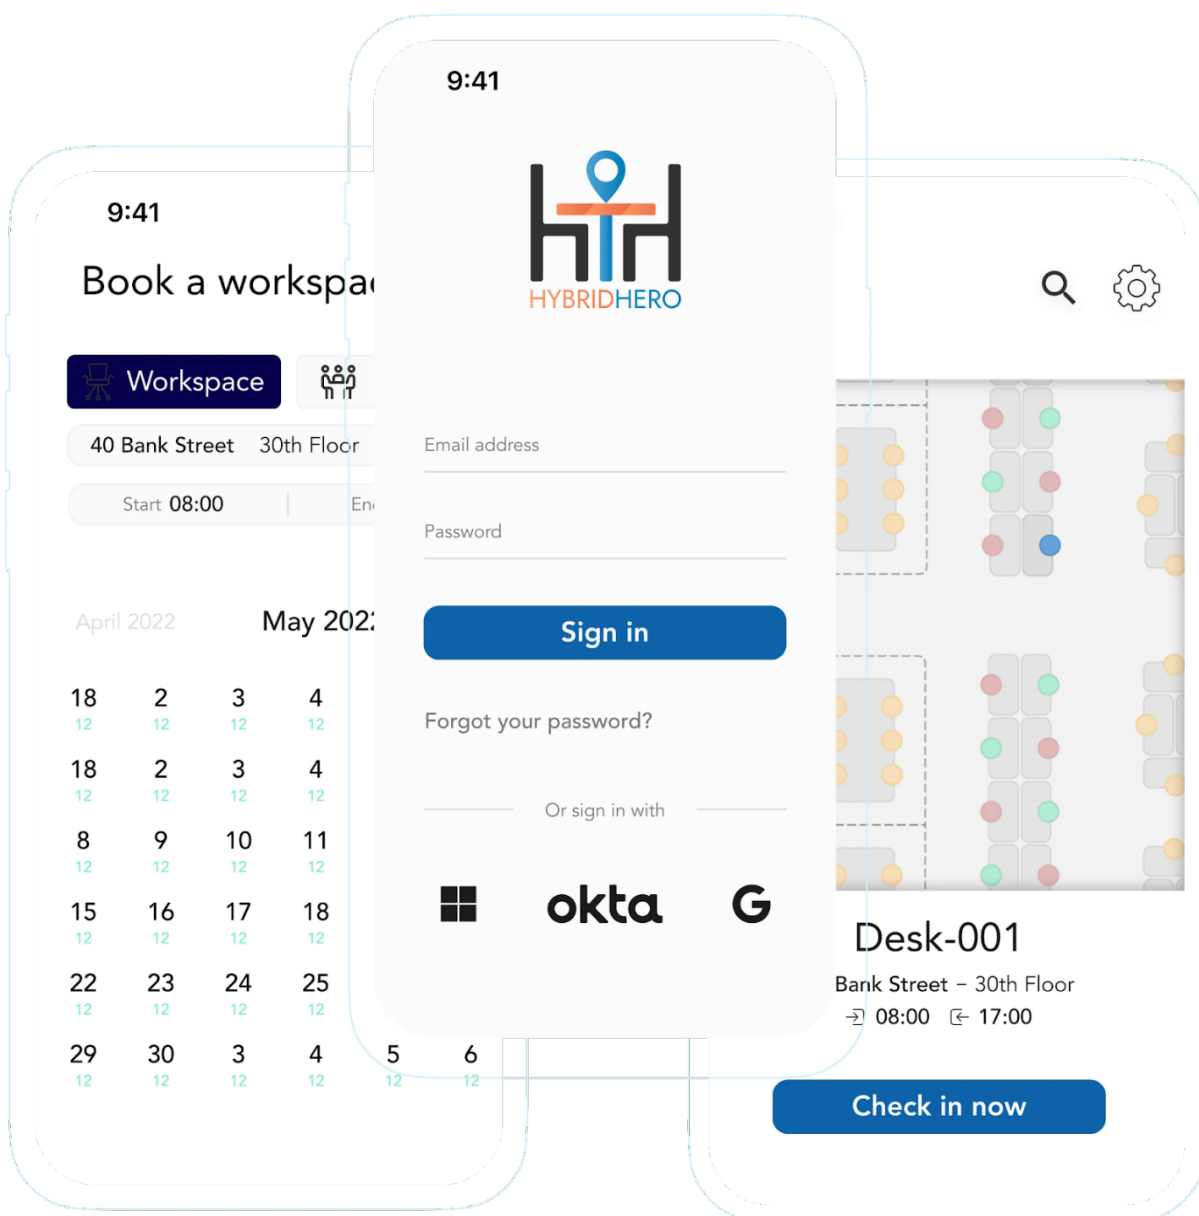 9:41
Book a workspa
Workspace
40 Bank Street 30th Floor
Start 08:00
April 2022 May 202
18 2 3 4
12 12 12 12
18 2 3 4
12 12 12 12
8 9 10 11
12 12 12 12
15 16 17 18
12 12 12 12
22 23 24 25
12 12 12 12
29 30 3 4 5 6
12 12 12 12 12 12
9:41
HYBRIDHERO
Email address
Password
Sign in
Forgot your password?
Or sign in with
okta
G
Desk-001
Bank Street – 30th Floor
08:00 17:00
Check in now